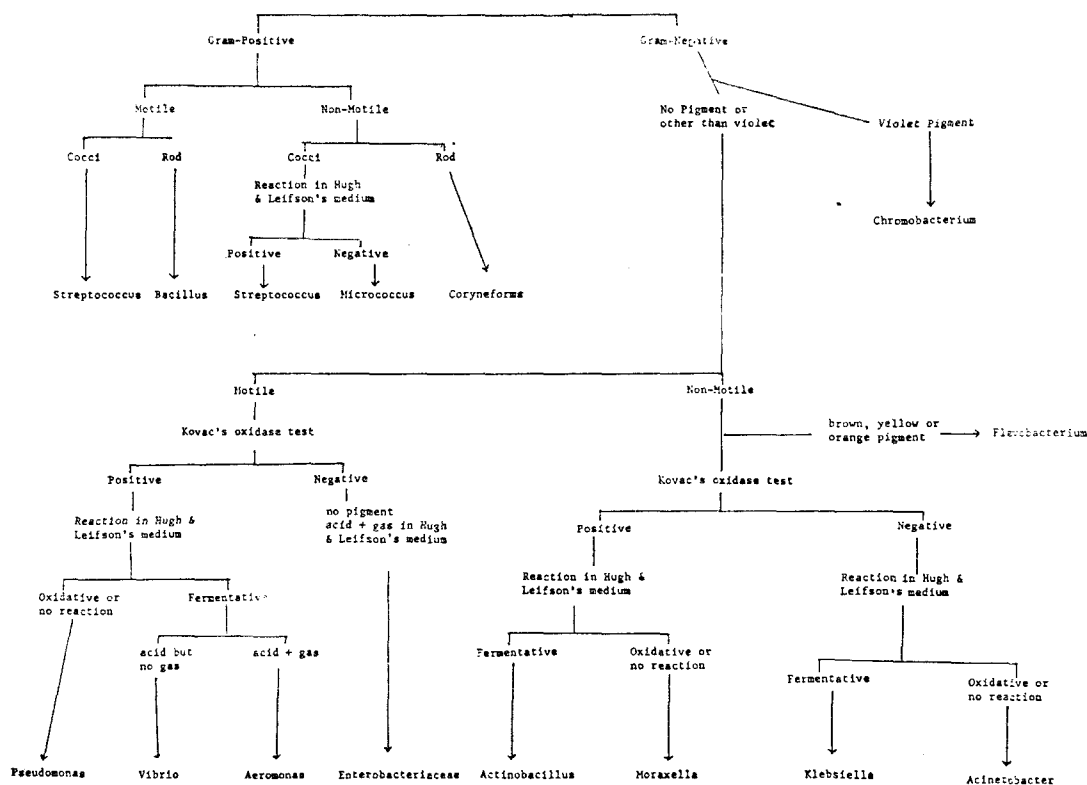 Gram-Positive
Gram-Negative
Motile
Non-Motile
No Pigment or
other than violet
Violet Pigment
Cocci
Rod
Cocci
Rod
Reaction in Hugh
& Leifson's medium
Chromobacterium
Positive
Negative
Streptococcus
Bacillus
Streptococcus
Micrococcus
Coryneforms
Motile
Non-Motile
Kovac's oxidase test
brown, yellow or
orange pigment
Flavobacterium
Positive
Negative
Kovac's oxidase test
Reaction in Hugh &
Leifson's medium
no pigment
acid + gas in Hugh
& Leifson's medium
Positive
Negative
Reaction in Hugh &
Leifson's medium
Reaction in Hugh &
Leifson's medium
Oxidative or
no reaction
Fermentative
acid but
no gas
acid + gas
Fermentative
Oxidative or
no reaction
Fermentative
Oxidative or
no reaction
Pseudomonas
Vibrio
Aeromonas
Enterobacteriaceae
Actinobacillus
Moraxella
Klebsiella
Acinetobacter